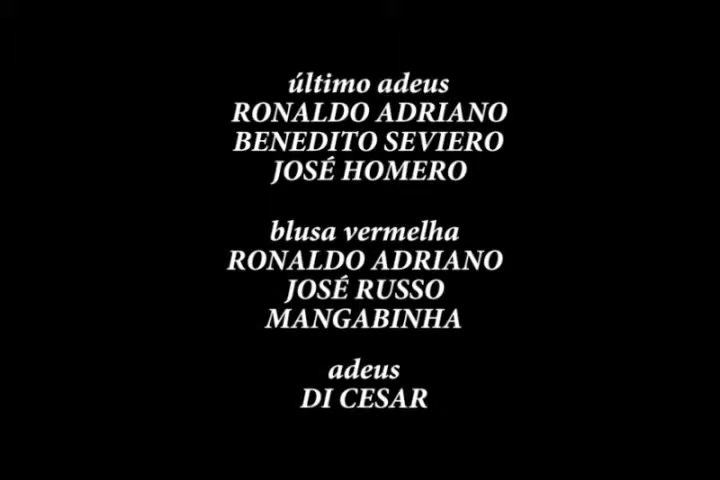 último adeus
RONALDO ADRIANO
BENEDITO SEVIERO
JOSÉ HOMERO
blusa vermelha
RONALDO ADRIANO
JOSÉ RUSSO
MANGABINHA
adeus
DI CESAR